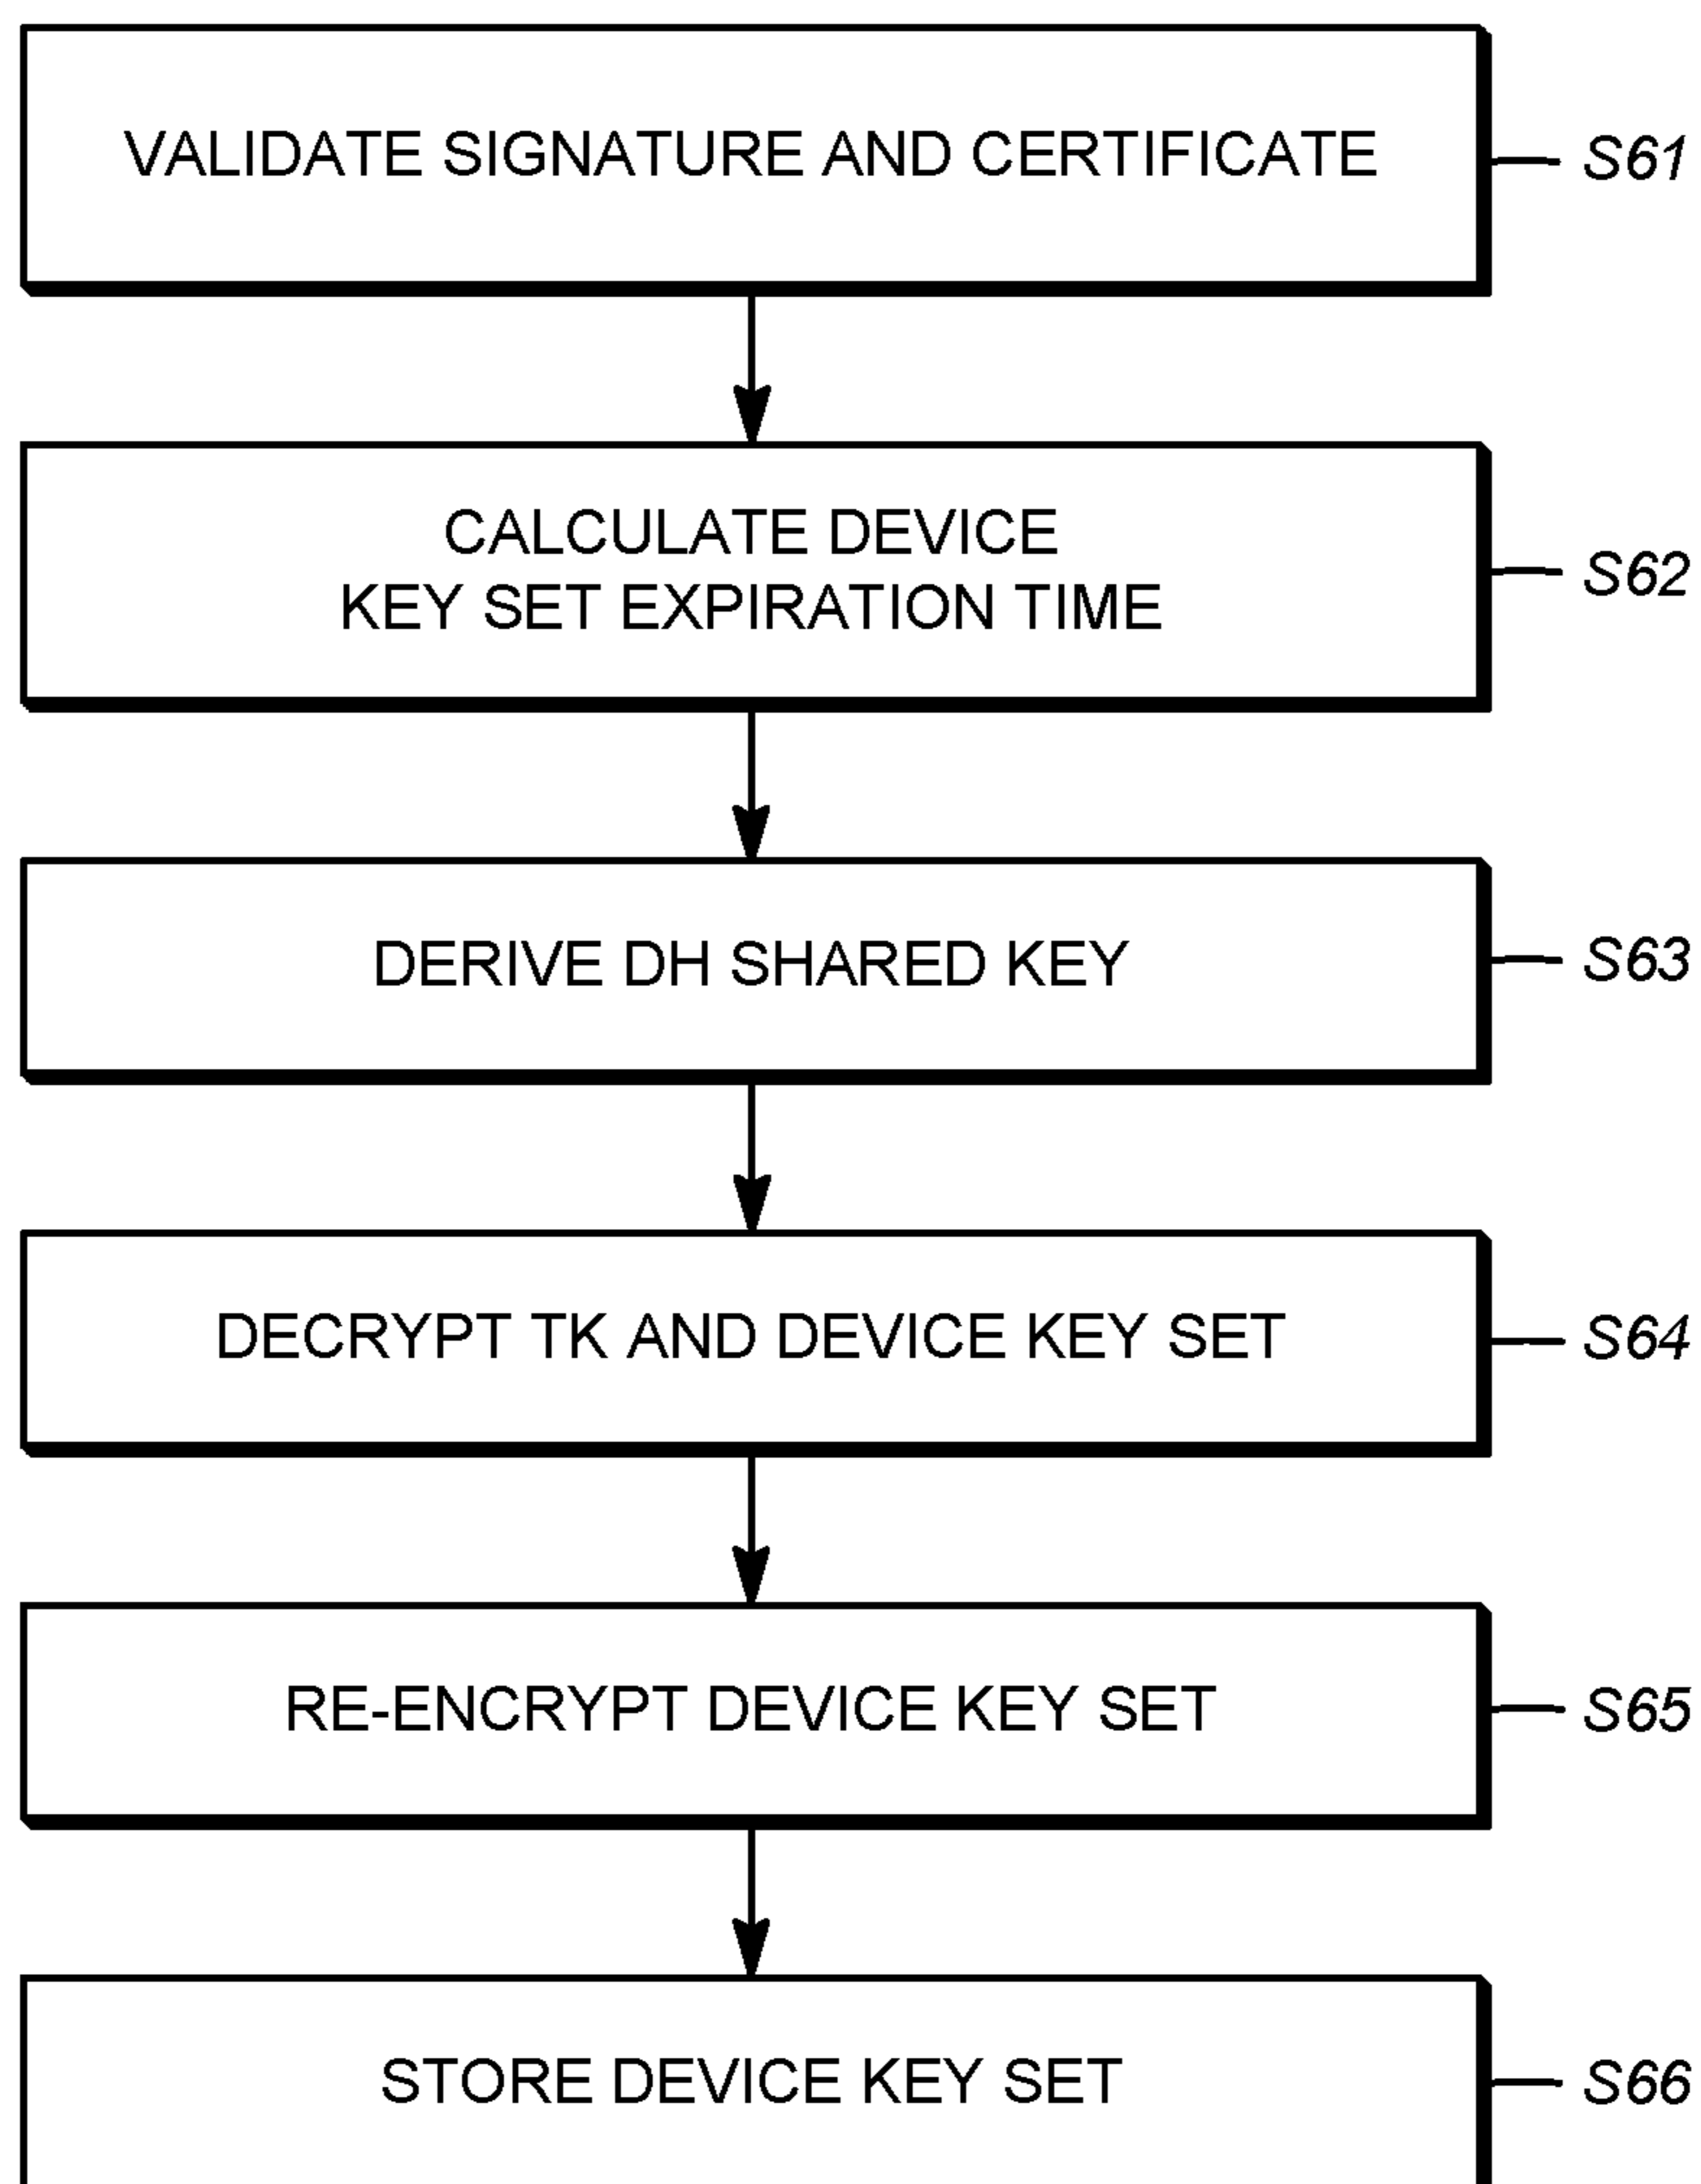 VALIDATE SIGNATURE AND CERTIFICATE
S61
CALCULATE DEVICE
KEY SET EXPIRATION TIME
S62
DERIVE DH SHARED KEY
S63
DECRYPT TK AND DEVICE KEY SET
S64
RE-ENCRYPT DEVICE KEY SET
S65
STORE DEVICE KEY SET
S66